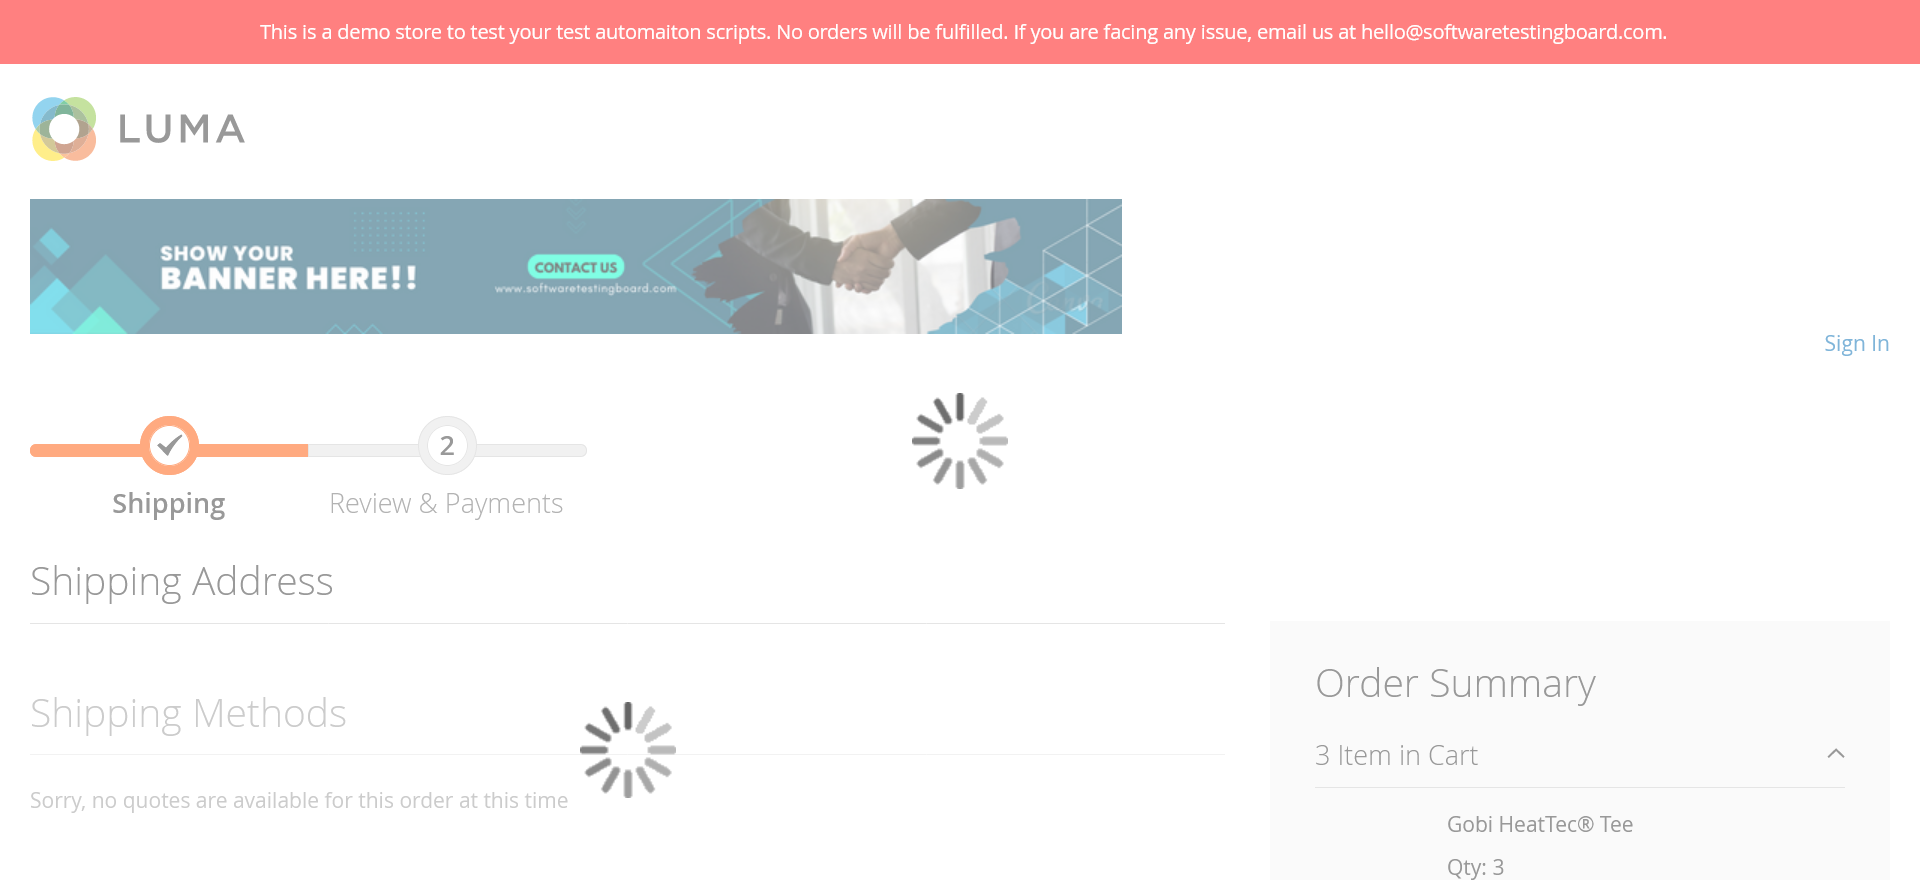 This is a demo store to test your test automaiton scripts. No orders will be fulfilled. If you are facing any issue, email us at hello@softwaretestingboard.com.
LUMA
SHOW YOUR
BANNER HERE!!
CONTACT US
www.softwaretestingboard.com
Sign In
2
Shipping
Review & Payments
Shipping Address
Shipping Methods
Sorry, no quotes are available for this order at this time
Order Summary
3 Item in Cart
Gobi HeatTec® Tee
Qty: 3